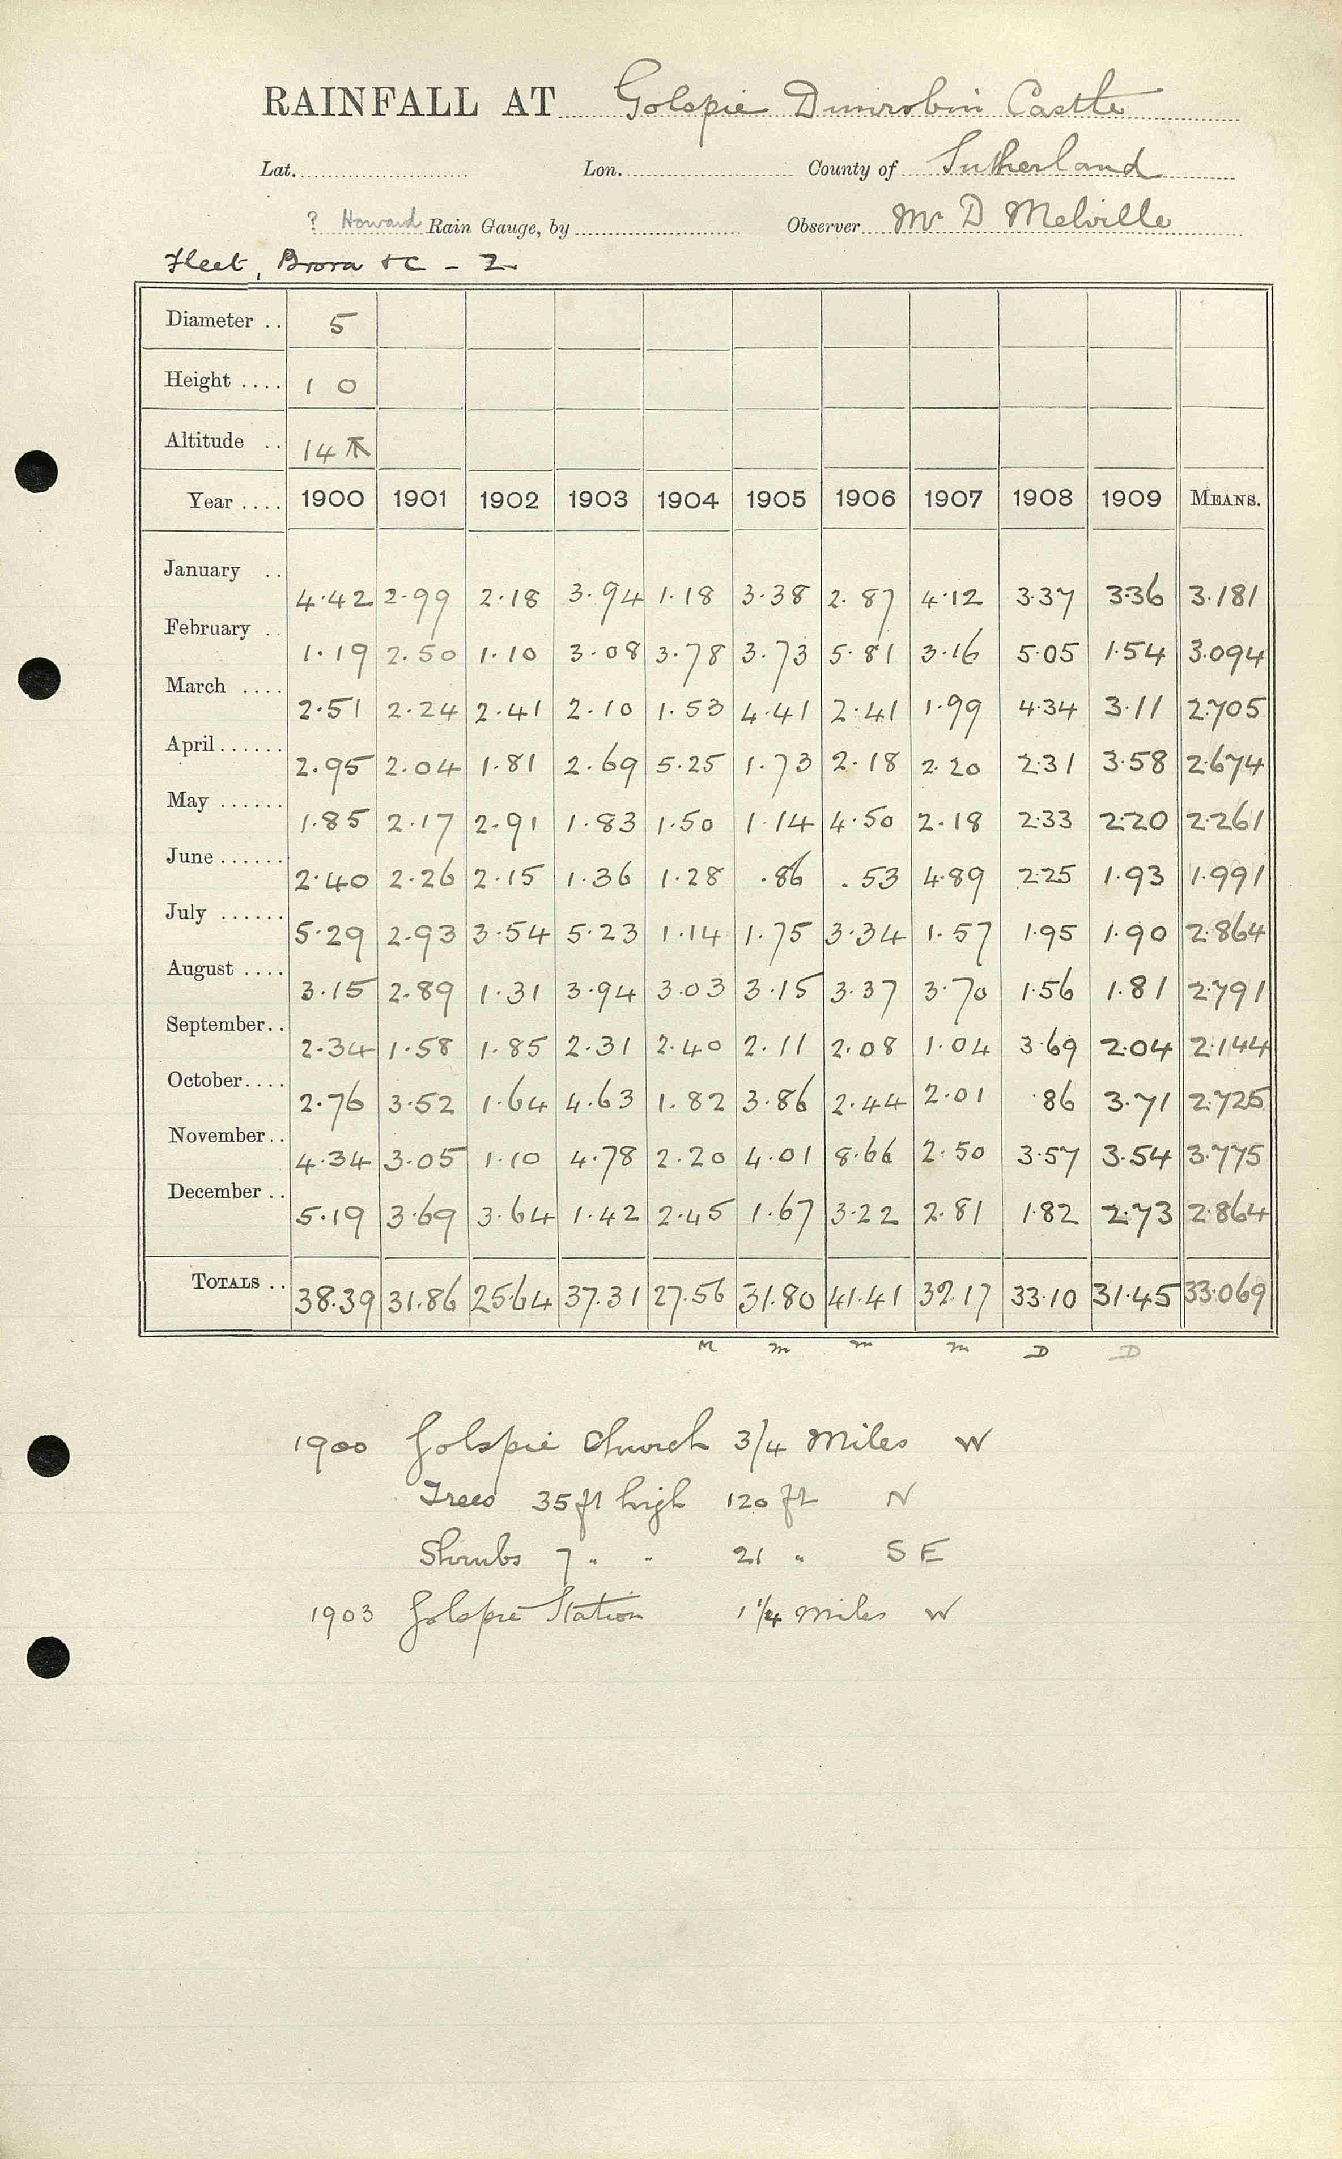 RAINFALL AT Golspie Dunrobin Castle
Lat. Lon. County of Sutherland
? Howard Rain Gauge, by Observer Mr D Melville
Fleet, Brora &C - 2
Diameter .. 5
Height .... 1 0
Altitude .. 14
Year .... 1900 1901 1902 1903 1904 1905 1906 1907 1908 1909 MEANS.
January .. 4.42 2.99 2.18 3.94 1.18 3.38 2.87 4.12 3.37 3.36 3.181
February .. 1.19 2.50 1.10 3.08 3.78 3.73 5.81 3.16 5.05 1.54 3.094
March .... 2.51 2.24 2.41 2.10 1.53 4.41 2.41 1.99 4.34 3.11 2.705
April ...... 2.95 2.04 1.81 2.69 5.25 1.73 2.18 2.20 2.31 3.58 2.674
May ...... 1.85 2.17 2.91 1.83 1.50 1.14 4.50 2.18 2.33 2.20 2.261
June ...... 2.40 2.26 2.15 1.36 1.28 .86 .53 4.89 2.25 1.93 1.991
July ...... 5.29 2.93 3.54 5.23 1.14 1.75 3.34 1.57 1.95 1.90 2.864
August .... 3.15 2.89 1.31 3.94 3.03 3.15 3.37 3.70 1.56 1.81 2.791
September.. 2.34 1.58 1.85 2.31 2.40 2.11 2.08 1.04 3.69 2.04 2.144
October.... 2.76 3.52 1.64 4.63 1.82 3.86 2.44 2.01 .86 3.71 2.725
November.. 4.34 3.05 1.10 4.78 2.20 4.01 8.66 2.50 3.57 3.54 3.775
December .. 5.19 3.69 3.64 1.42 2.45 1.67 3.22 2.81 1.82 2.73 2.864
TOTALS .. 38.39 31.86 25.64 37.31 27.56 31.80 41.41 32.17 33.10 31.45 33.069
M m m m D D
1900 Golspie Church 3/4 Miles W
Trees 35 ft high 120 ft N
Shrubs 7 " " 21 " S E
1903 Golspie Station 1 1/4 Miles W